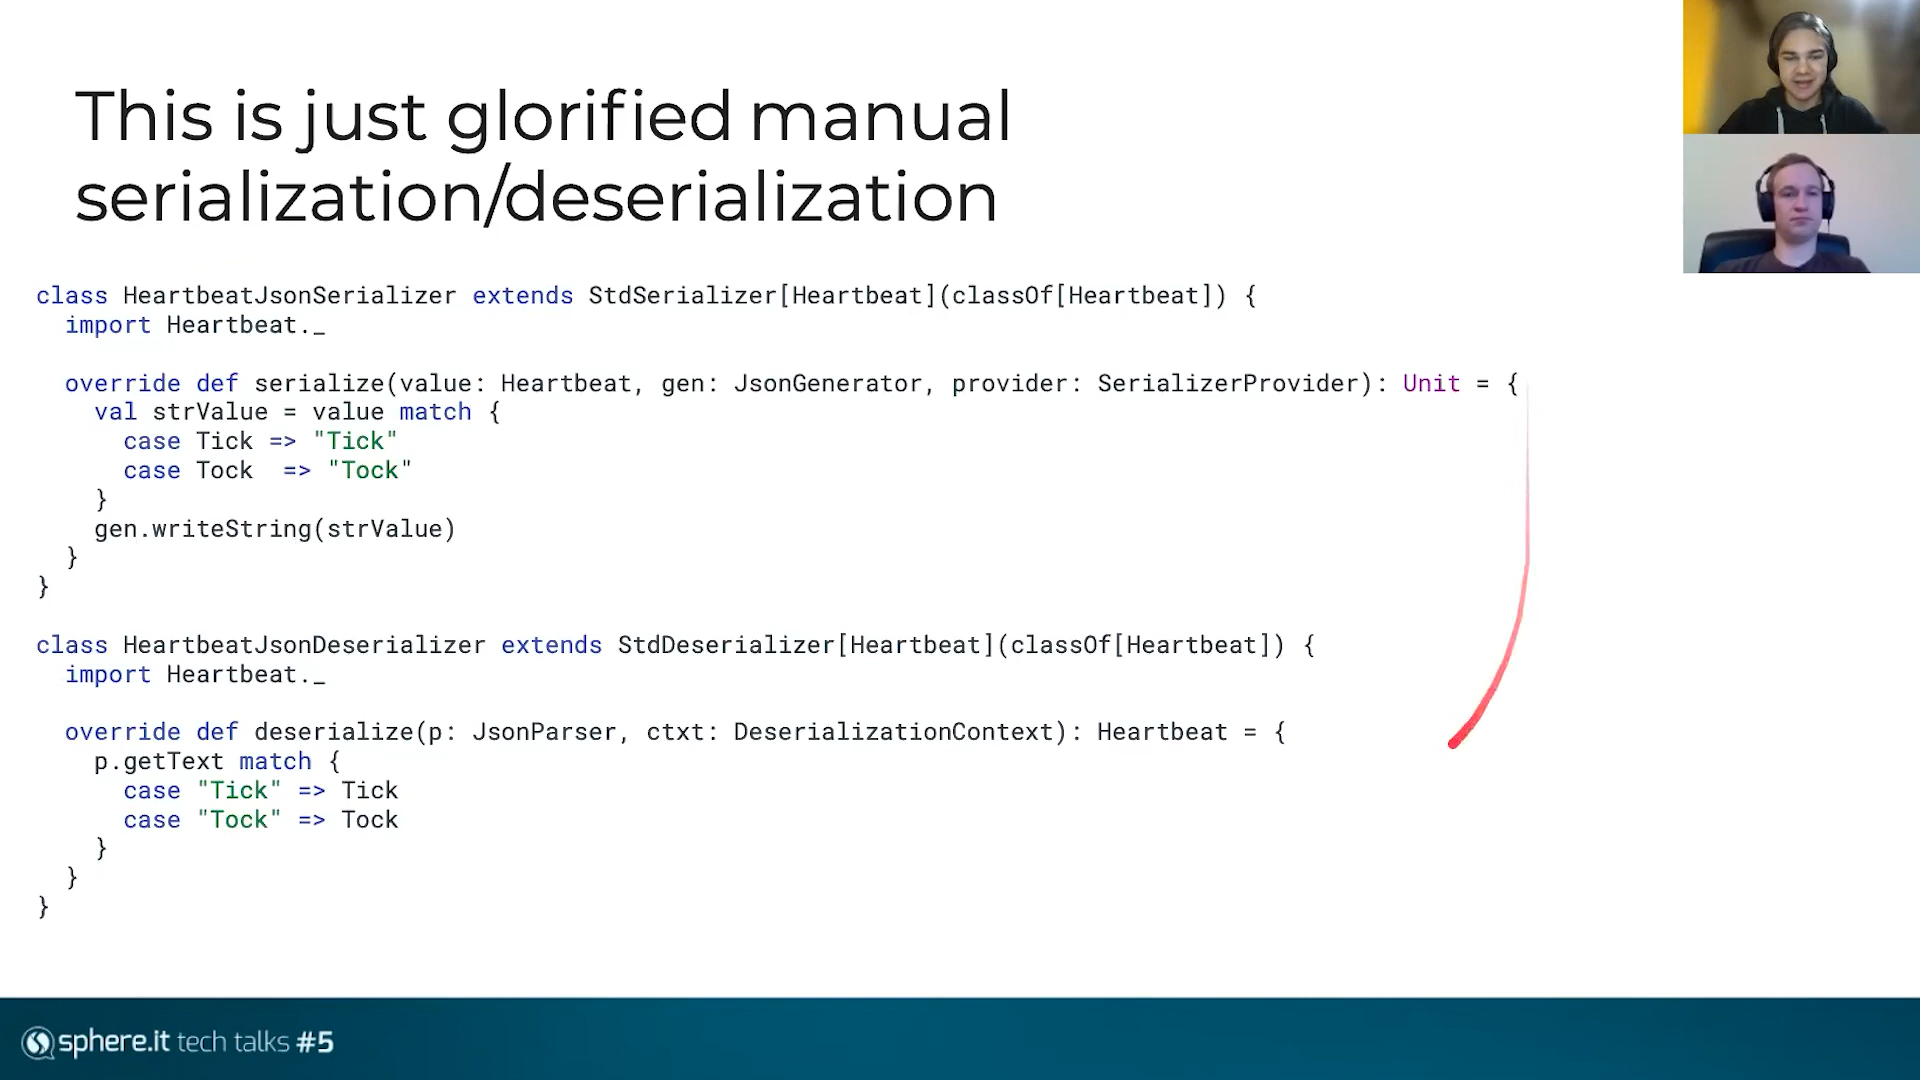 This is just glorified manual
serialization/deserialization
class HeartbeatJsonSerializer extends StdSerializer[Heartbeat](classOf[Heartbeat]) {
  import Heartbeat._
  override def serialize(value: Heartbeat, gen: JsonGenerator, provider: SerializerProvider): Unit = {
    val strValue = value match {
      case Tick => "Tick"
      case Tock  => "Tock"
    }
    gen.writeString(strValue)
  }
}
class HeartbeatJsonDeserializer extends StdDeserializer[Heartbeat](classOf[Heartbeat]) {
  import Heartbeat._
  override def deserialize(p: JsonParser, ctxt: DeserializationContext): Heartbeat = {
    p.getText match {
      case "Tick" => Tick
      case "Tock" => Tock
    }
  }
}
sphere.it tech talks #5